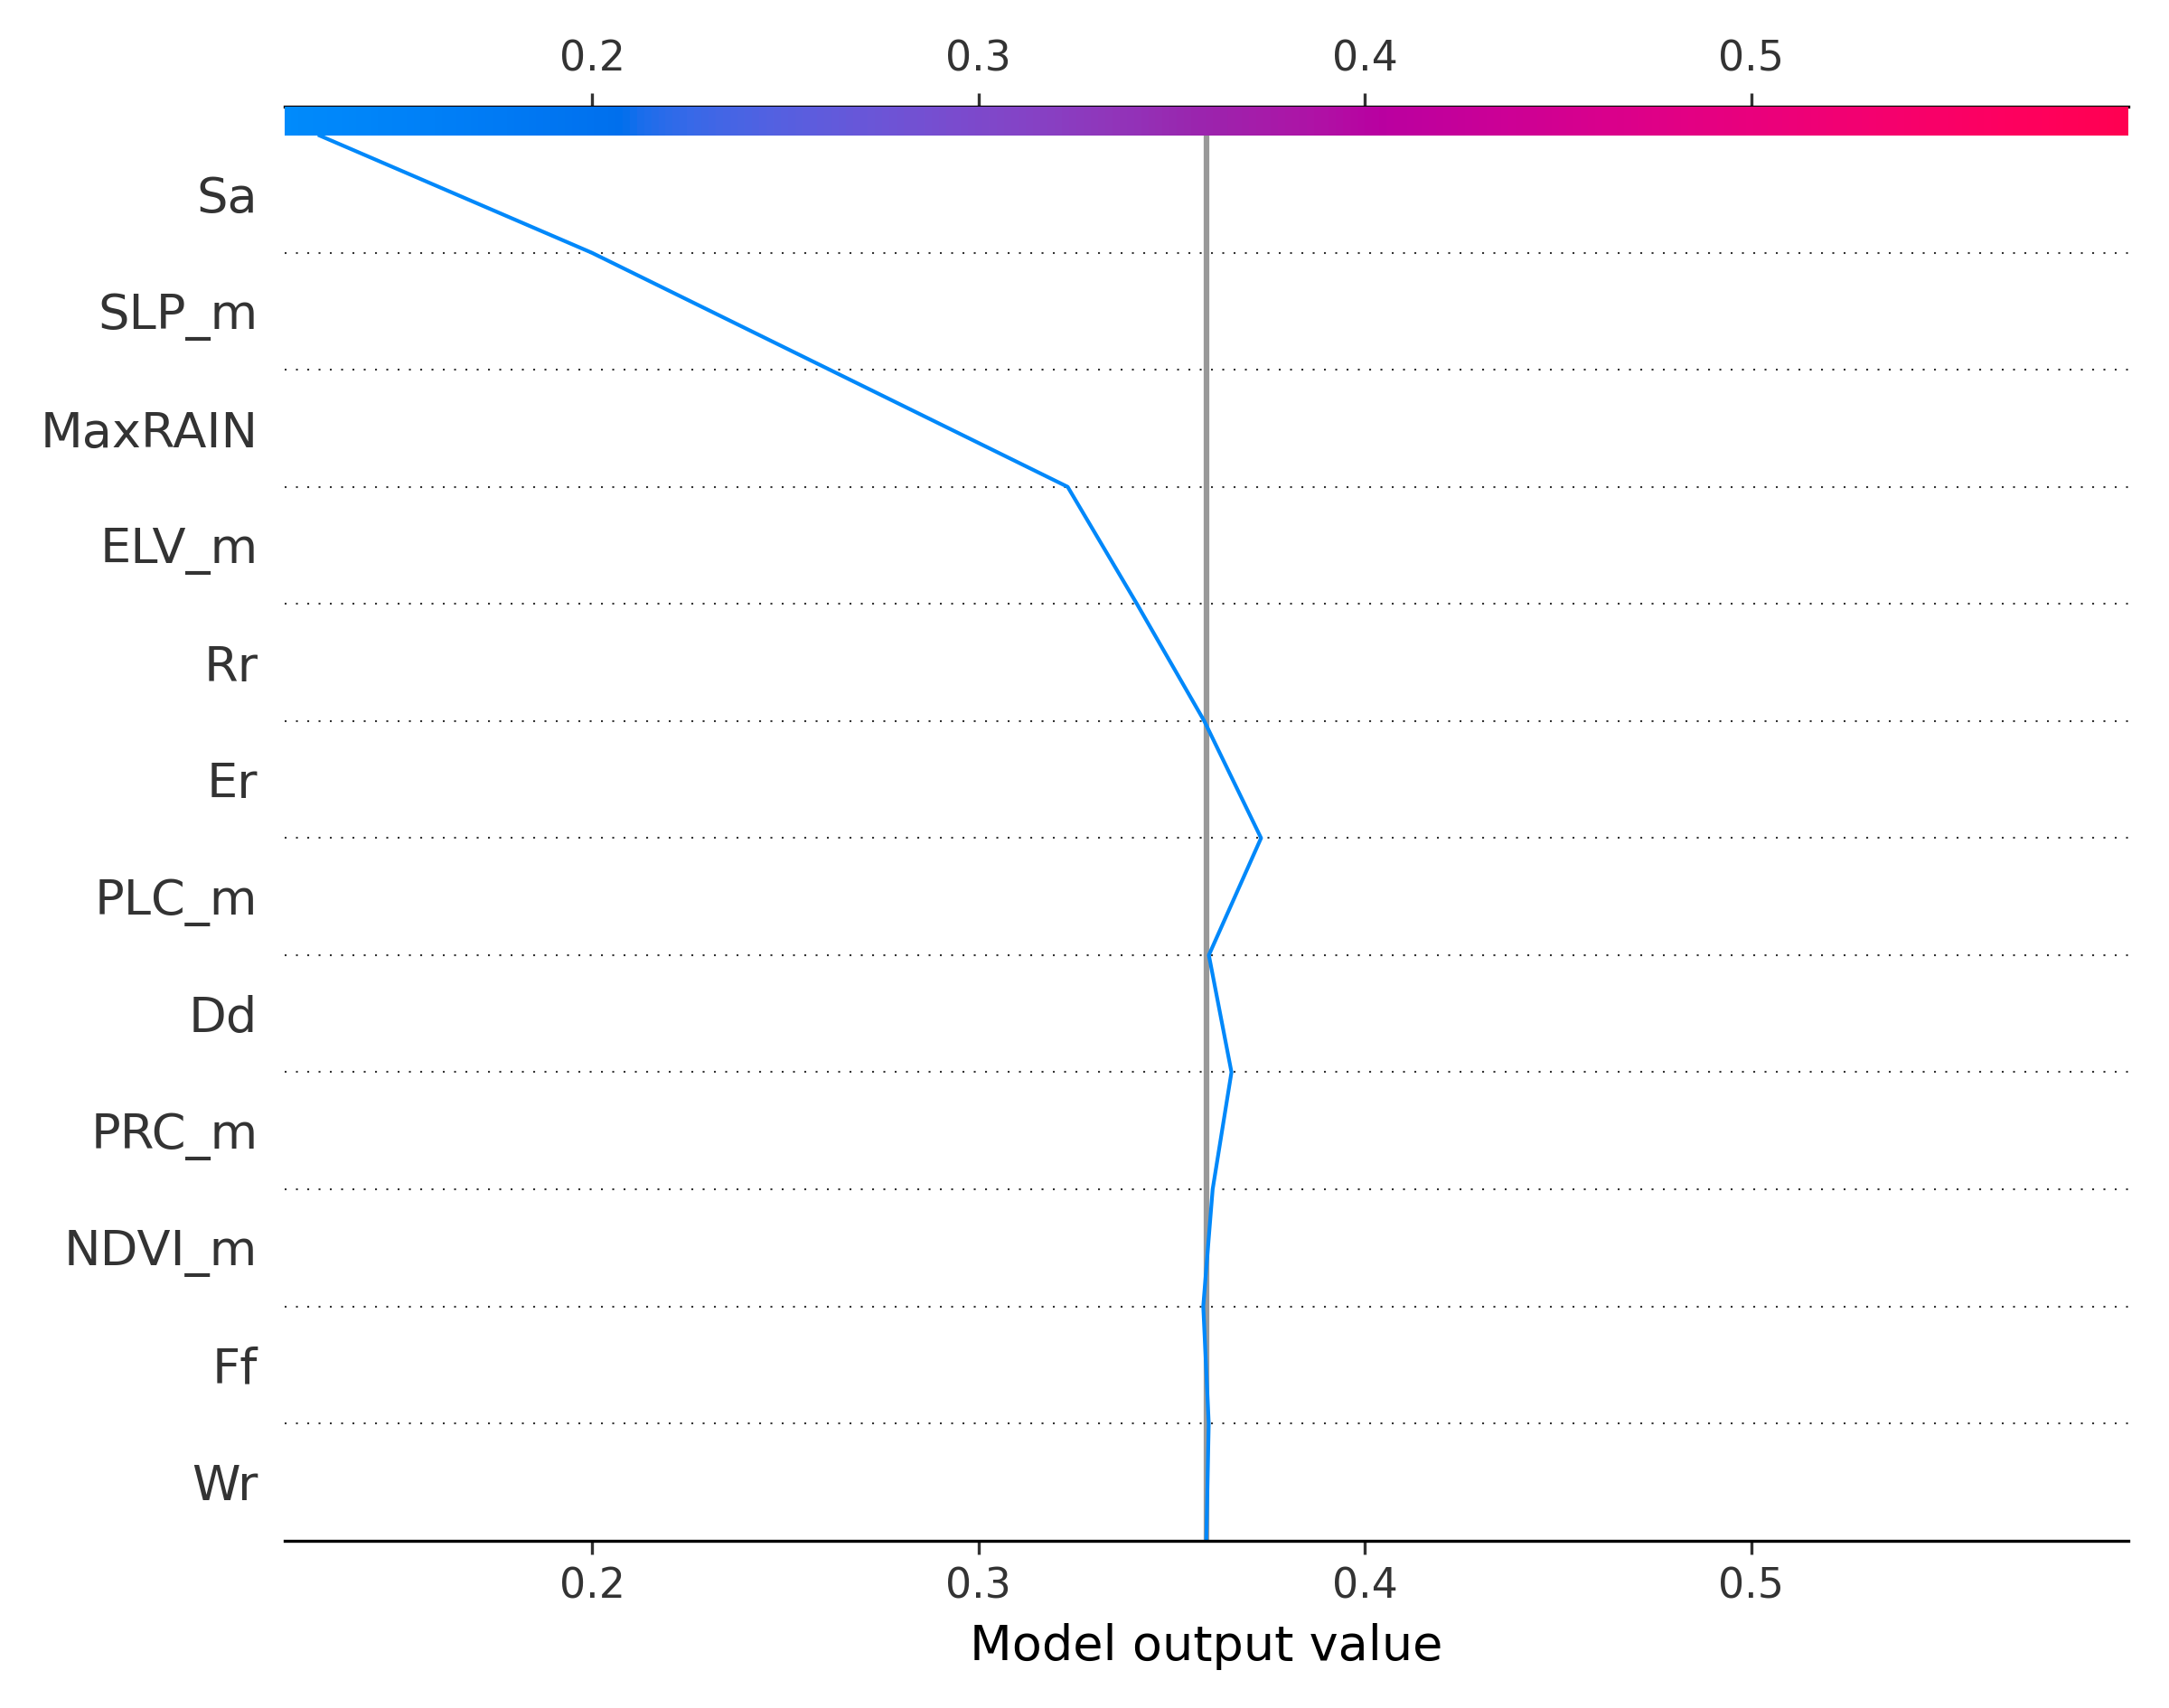 0.2 0.3 0.4 0.5
Sa
SLP_m
MaxRAIN
ELV_m
Rr
Er
PLC_m
Dd
PRC_m
NDVI_m
Ff
Wr
0.2 0.3 0.4 0.5
Model output value